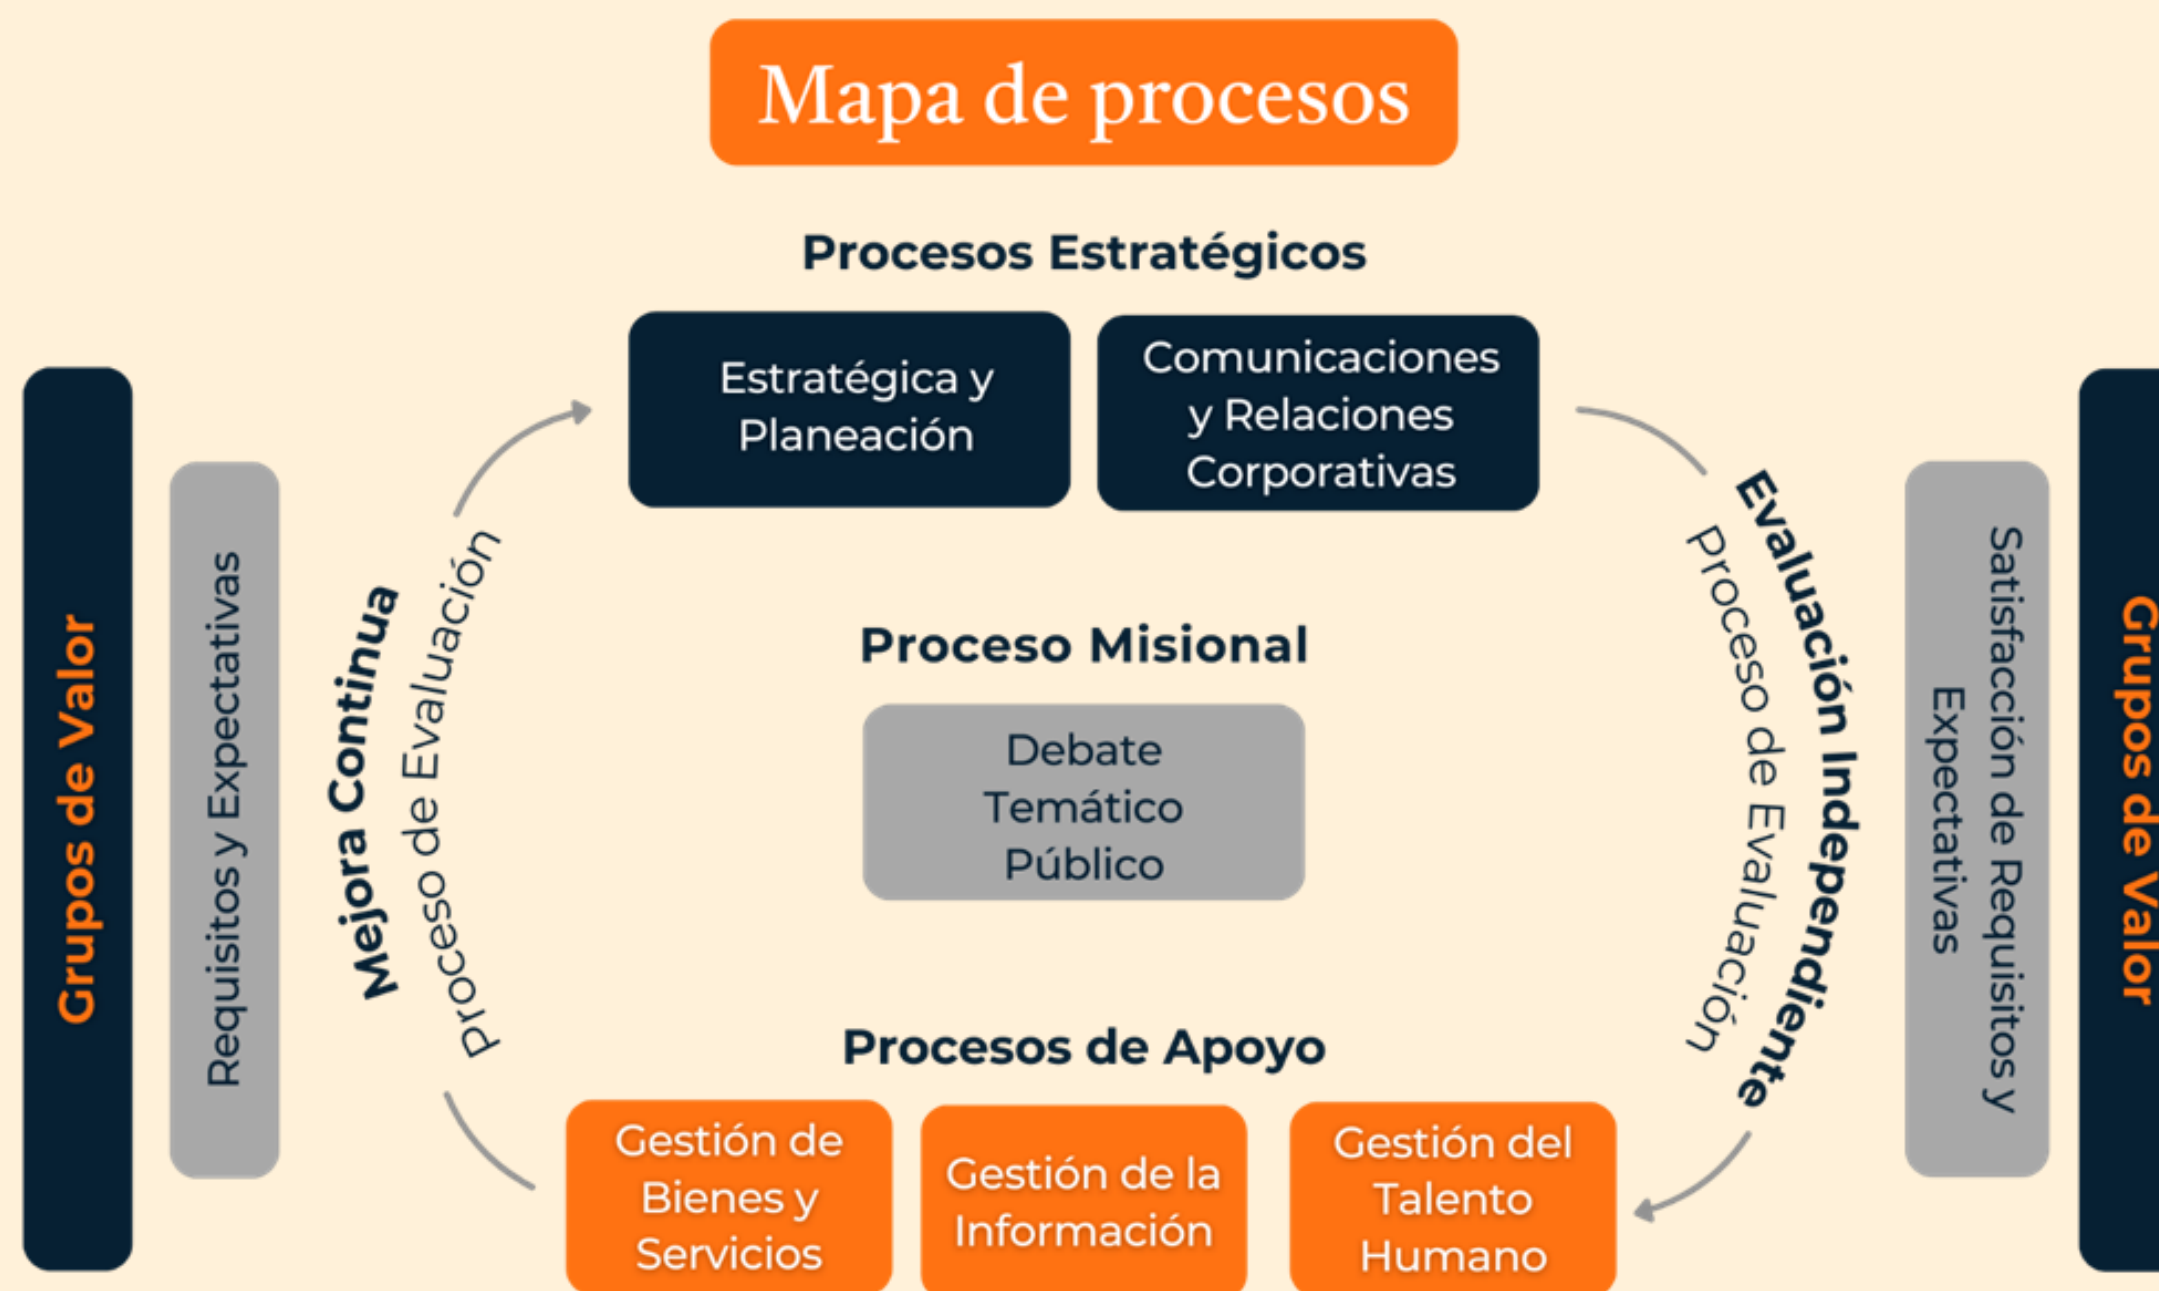 Mapa de procesos
Procesos Estratégicos
Estratégica y
Planeación
Comunicaciones
y Relaciones
Corporativas
Grupos de Valor
Requisitos y Expectativas
Mejora Continua
Proceso de Evaluación
Proceso Misional
Debate
Temático
Público
Evaluación Independiente
Proceso de Evaluación
Satisfacción de Requisitos y
Expectativas
Grupos de Valor
Procesos de Apoyo
Gestión de
Bienes y
Servicios
Gestión de la
Información
Gestión del
Talento
Humano